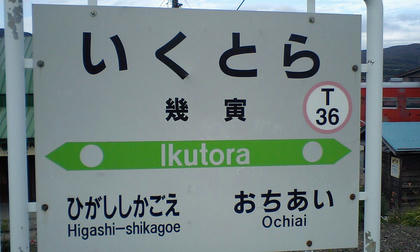 いくとら
幾寅
T
36
Ikutora
ひがししかごえ
Higashi-shikagoe
おちあい
Ochiai